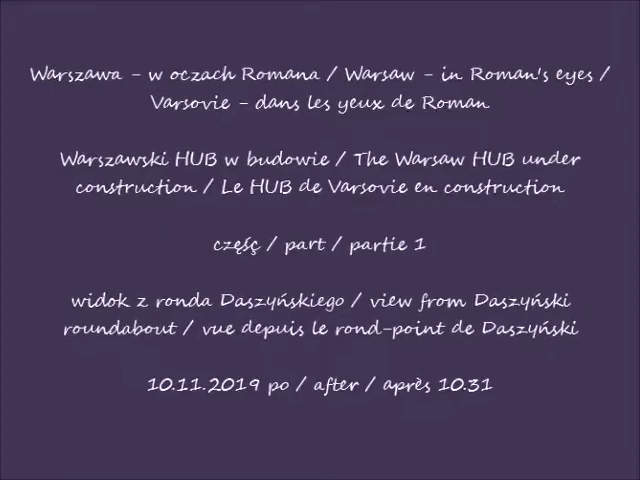 Warszawa - w oczach Romana / Warsaw - in Roman's eyes /
Varsovie - dans les yeux de Roman
Warszawski HUB w budowie / The Warsaw HUB under
construction / Le HUB de Varsovie en construction
częśç / part / partie 1
widok z ronda Daszyńskiego / view from Daszyński
roundabout / vue depuis le rond-point de Daszyński
10.11.2019 po / after / après 10.31